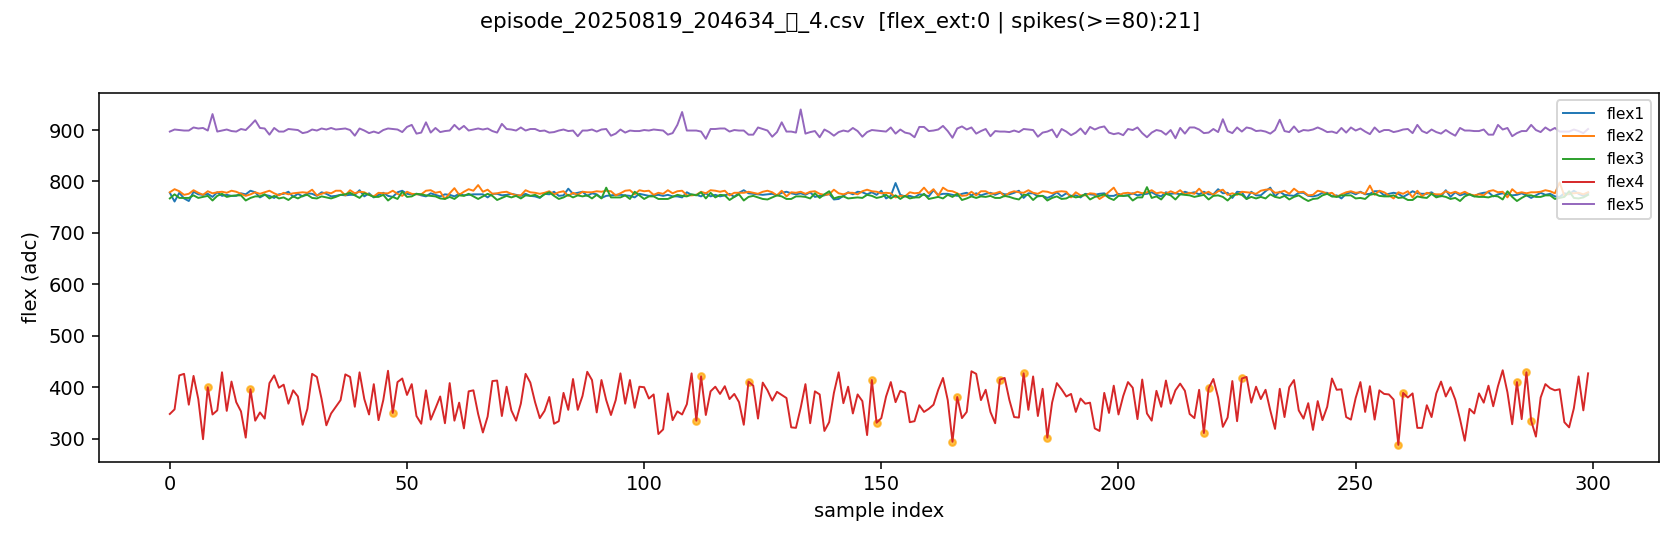 episode_20250819_204634_▯_4.csv [flex_ext:0 | spikes(>=80):21]
flex (adc)
900
800
700
600
500
400
300
flex1
flex2
flex3
flex4
flex5
0
50
100
150
200
250
300
sample index